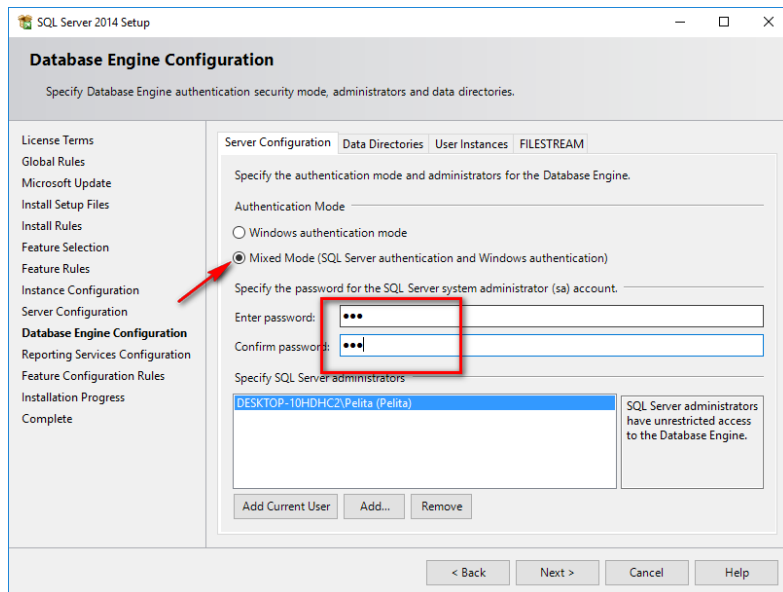 SQL Server 2014 Setup
Database Engine Configuration
Specify Database Engine authentication security mode, administrators and data directories.
License Terms
Global Rules
Microsoft Update
Install Setup Files
Install Rules
Feature Selection
Feature Rules
Instance Configuration
Server Configuration
Database Engine Configuration
Reporting Services Configuration
Feature Configuration Rules
Installation Progress
Complete
Server Configuration Data Directories User Instances FILESTREAM
Specify the authentication mode and administrators for the Database Engine.
Authentication Mode
Windows authentication mode
Mixed Mode (SQL Server authentication and Windows authentication)
Specify the password for the SQL Server system administrator (sa) account.
Enter password: ●●●
Confirm password: ●●●
Specify SQL Server administrators
DESKTOP-10HDHC2\Pelita (Pelita)
SQL Server administrators
have unrestricted access
to the Database Engine.
Add Current User Add... Remove
< Back Next > Cancel Help